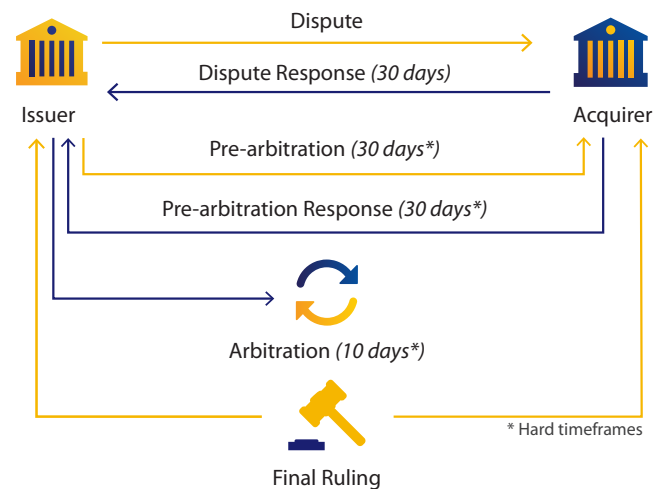 Dispute
Dispute Response (30 days)
Issuer
Acquirer
Pre-arbitration (30 days*)
Pre-arbitration Response (30 days*)
Arbitration (10 days*)
* Hard timeframes
Final Ruling